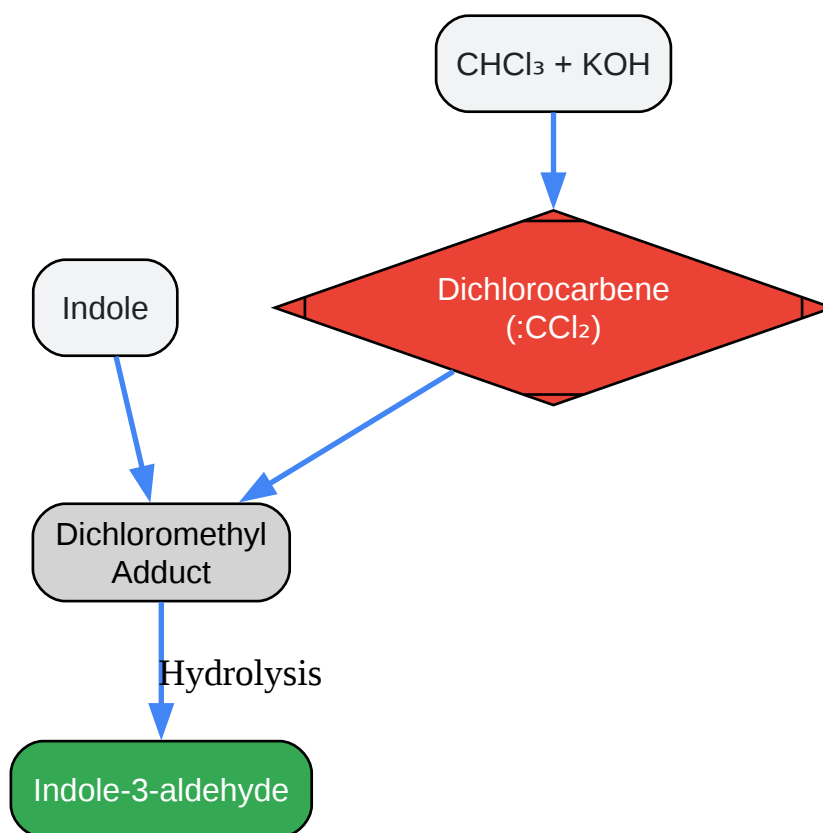 CHCl₃ + KOH
Dichlorocarbene
(:CCl₂)
Indole
Dichloromethyl
Adduct
Hydrolysis
Indole-3-aldehyde